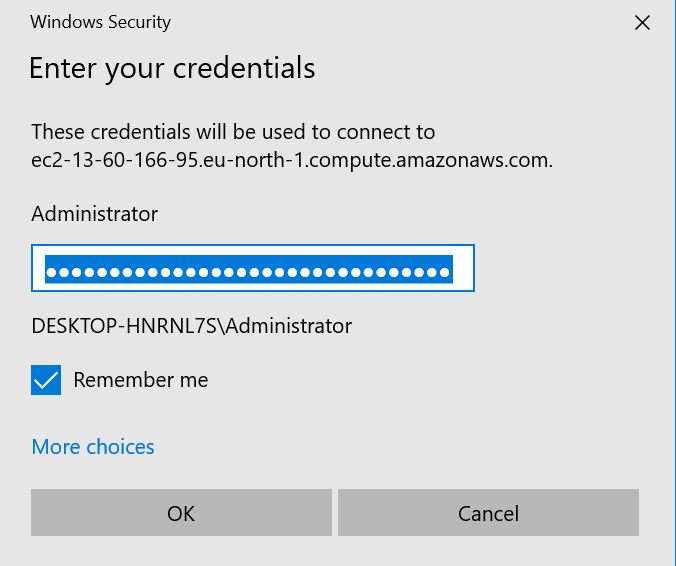 Windows Security
Enter your credentials
These credentials will be used to connect to
ec2-13-60-166-95.eu-north-1.compute.amazonaws.com.
Administrator
●●●●●●●●●●●●●●●●●●●●●●●●●●●●●●●●
DESKTOP-HNRNL7S\Administrator
Remember me
More choices
OK
Cancel